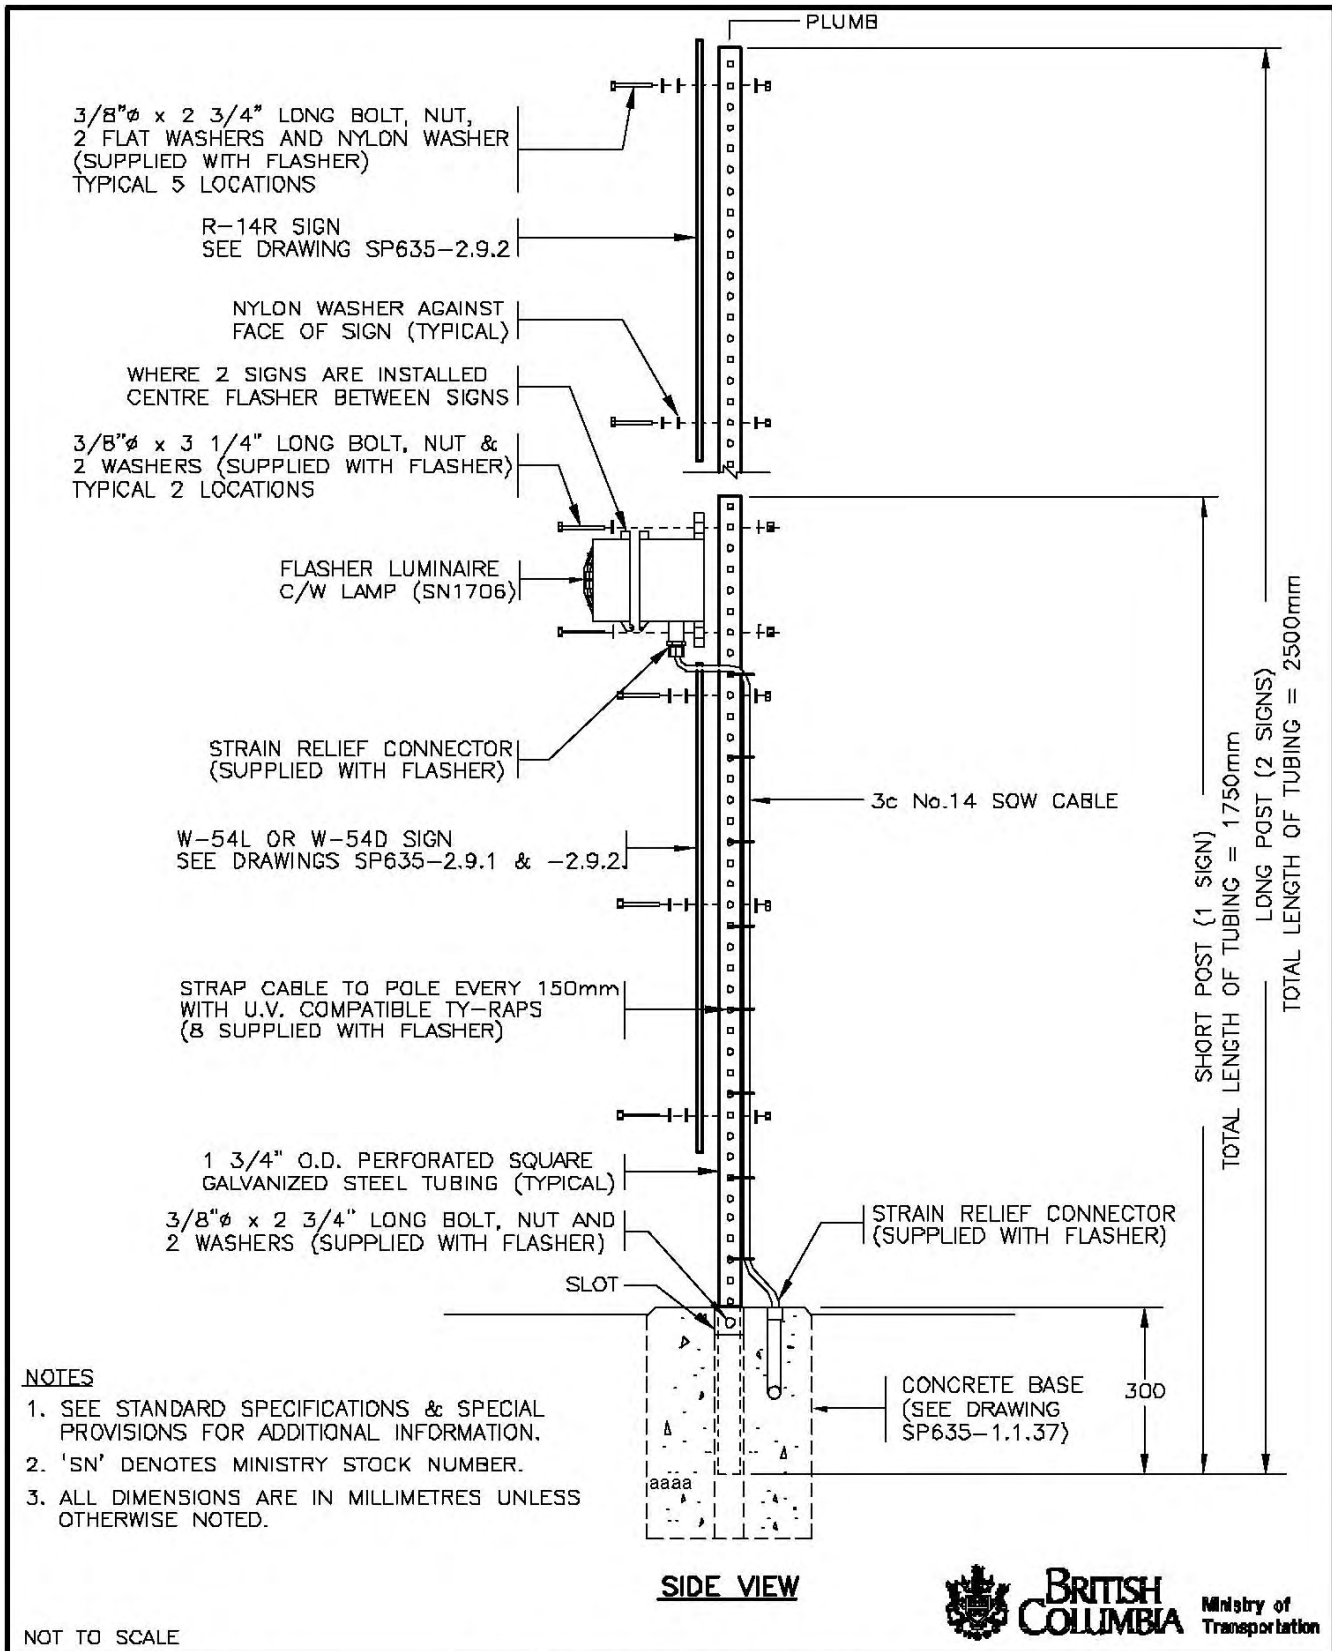 PLUMB
3/8"ø x 2 3/4" LONG BOLT, NUT,
2 FLAT WASHERS AND NYLON WASHER
(SUPPLIED WITH FLASHER)
TYPICAL 5 LOCATIONS
R-14R SIGN
SEE DRAWING SP635-2.9.2
NYLON WASHER AGAINST
FACE OF SIGN (TYPICAL)
WHERE 2 SIGNS ARE INSTALLED
CENTRE FLASHER BETWEEN SIGNS
3/8"ø x 3 1/4" LONG BOLT, NUT &
2 WASHERS (SUPPLIED WITH FLASHER)
TYPICAL 2 LOCATIONS
FLASHER LUMINAIRE
C/W LAMP (SN1706)
STRAIN RELIEF CONNECTOR
(SUPPLIED WITH FLASHER)
3c No.14 SOW CABLE
W-54L OR W-54D SIGN
SEE DRAWINGS SP635-2.9.1 & -2.9.2.
STRAP CABLE TO POLE EVERY 150mm
WITH U.V. COMPATIBLE TY-RAPS
(8 SUPPLIED WITH FLASHER)
1 3/4" O.D. PERFORATED SQUARE
GALVANIZED STEEL TUBING (TYPICAL)
3/8"ø x 2 3/4" LONG BOLT, NUT AND
2 WASHERS (SUPPLIED WITH FLASHER)
SLOT
STRAIN RELIEF CONNECTOR
(SUPPLIED WITH FLASHER)
SHORT POST (1 SIGN)
TOTAL LENGTH OF TUBING = 1750mm
LONG POST (2 SIGNS)
TOTAL LENGTH OF TUBING = 2500mm
CONCRETE BASE
(SEE DRAWING
SP635-1.1.37)
300
aaaa
NOTES
1. SEE STANDARD SPECIFICATIONS & SPECIAL
PROVISIONS FOR ADDITIONAL INFORMATION.
2. 'SN' DENOTES MINISTRY STOCK NUMBER.
3. ALL DIMENSIONS ARE IN MILLIMETRES UNLESS
OTHERWISE NOTED.
SIDE VIEW
NOT TO SCALE
BRITISH
COLUMBIA
Ministry of
Transportation